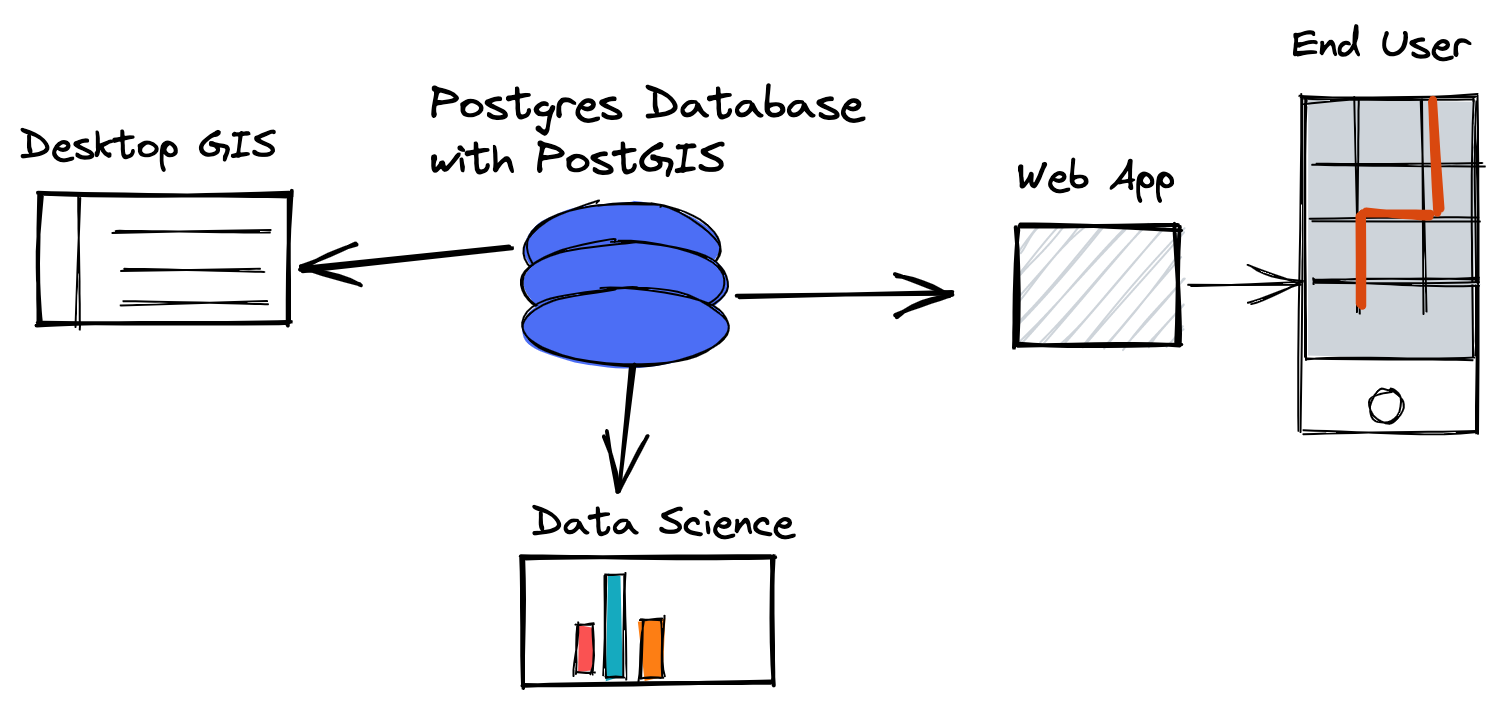 End User
Postgres Database
with PostGIS
Desktop GIS
Web App
Data Science